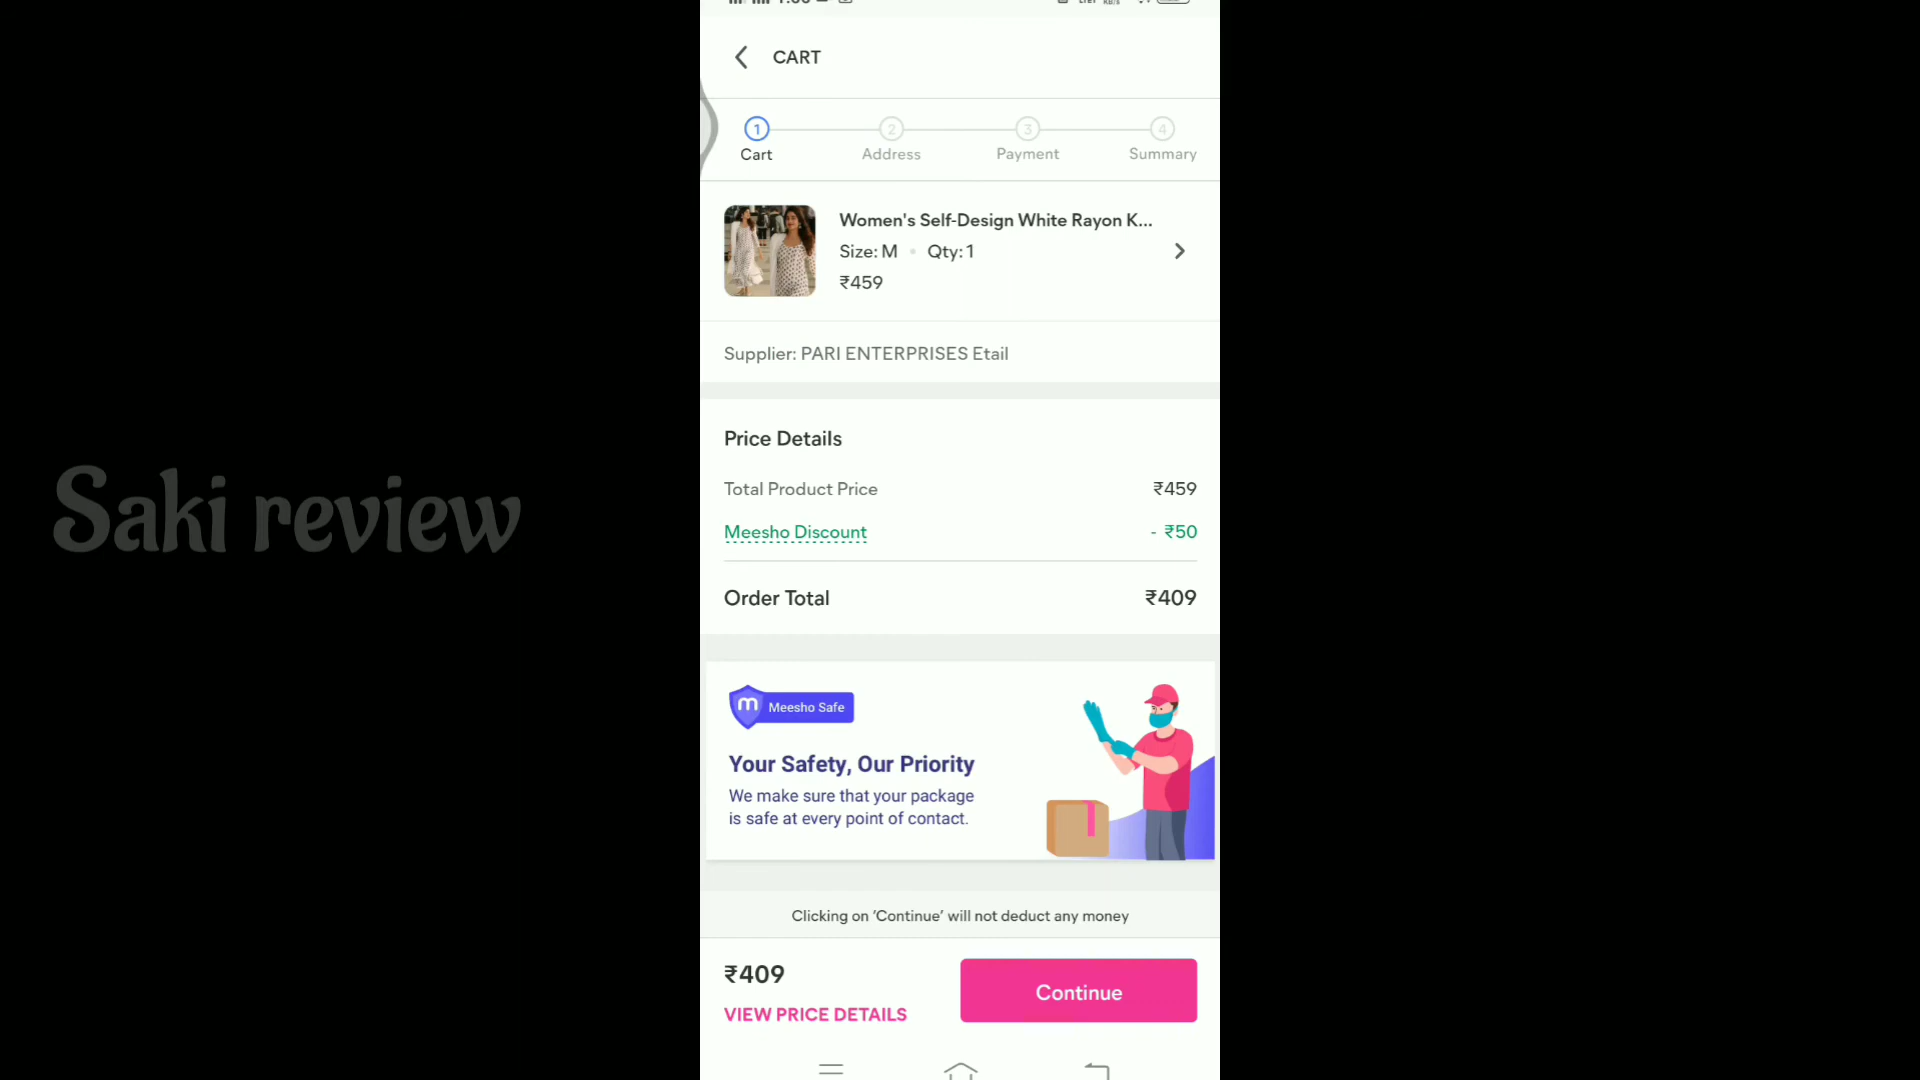 CART
1
2
3
4
Cart
Address
Payment
Summary
Women's Self-Design White Rayon K...
Size: M • Qty: 1
₹459
Supplier: PARI ENTERPRISES Etail
Price Details
Total Product Price ₹459
Meesho Discount - ₹50
Order Total ₹409
Saki review
m Meesho Safe
Your Safety, Our Priority
We make sure that your package
is safe at every point of contact.
Clicking on 'Continue' will not deduct any money
₹409
Continue
VIEW PRICE DETAILS